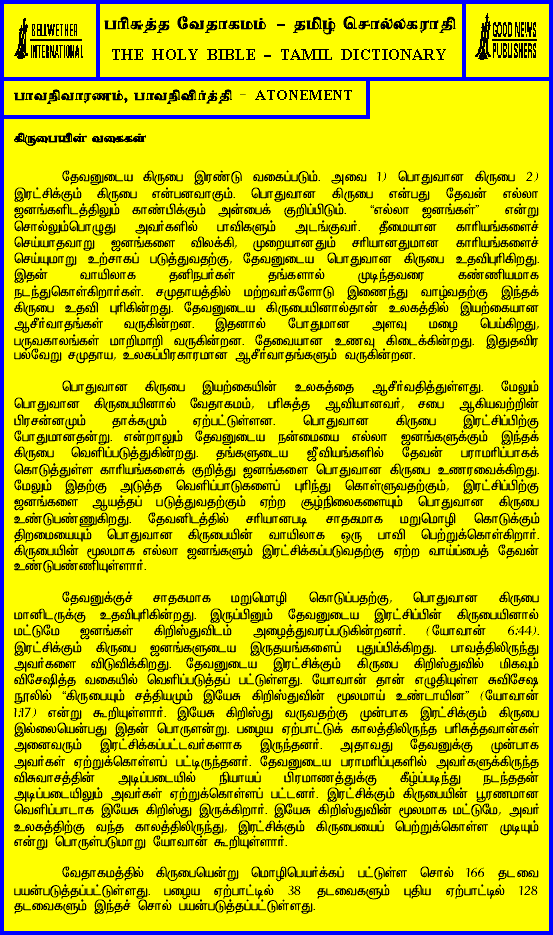 BELLWETHER
INTERNATIONAL
பரிசுத்த வேதாகமம் – தமிழ் சொல்லகராதி
THE HOLY BIBLE – TAMIL DICTIONARY
GOOD NEWS
PUBLISHERS
பாவநிவாரணம், பாவநிவிர்த்தி – ATONEMENT
கிருபையின் வகைகள்
தேவனுடைய கிருபை இரண்டு வகைப்படும். அவை 1) பொதுவான கிருபை 2)
இரட்சிக்கும் கிருபை என்பனவாகும். பொதுவான கிருபை என்பது தேவன் எல்லா
ஜனங்களிடத்திலும் காண்பிக்கும் அன்பைக் குறிப்பிடும். “எல்லா ஜனங்கள்” என்று
சொல்லும்பொழுது அவர்களில் பாவிகளும் அடங்குவர். தீமையான காரியங்களைச்
செய்யாதவாறு ஜனங்களை விலக்கி, முறையானதும் சரியானதுமான காரியங்களைச்
செய்யுமாறு உற்சாகப் படுத்துவதற்கு, தேவனுடைய பொதுவான கிருபை உதவிபுரிகிறது.
இதன் வாயிலாக தனிநபர்கள் தங்களால் முடிந்தவரை கண்ணியமாக
நடந்துகொள்கிறார்கள். சமுதாயத்தில் மற்றவர்களோடு இணைந்து வாழ்வதற்கு இந்தக்
கிருபை உதவி புரிகின்றது. தேவனுடைய கிருபையினால்தான் உலகத்தில் இயற்கையான
ஆசீர்வாதங்கள் வருகின்றன. இதனால் போதுமான அளவு மழை பெய்கிறது,
பருவகாலங்கள் மாறிமாறி வருகின்றன. தேவையான உணவு கிடைக்கின்றது. இதுதவிர
பல்வேறு சமுதாய, உலகப்பிரகாரமான ஆசீர்வாதங்களும் வருகின்றன.
பொதுவான கிருபை இயற்கையின் உலகத்தை ஆசீர்வதித்துள்ளது. மேலும்
பொதுவான கிருபையினால் வேதாகமம், பரிசுத்த ஆவியானவர், சபை ஆகியவற்றின்
பிரசன்னமும் தாக்கமும் ஏற்பட்டுள்ளன. பொதுவான கிருபை இரட்சிப்பிற்கு
போதுமானதன்று. என்றாலும் தேவனுடைய நன்மையை எல்லா ஜனங்களுக்கும் இந்தக்
கிருபை வெளிப்படுத்துகின்றது. தங்களுடைய ஜீவியங்களில் தேவன் பராமரிப்பாகக்
கொடுத்துள்ள காரியங்களைக் குறித்து ஜனங்களை பொதுவான கிருபை உணரவைக்கிறது.
மேலும் இதற்கு அடுத்த வெளிப்பாடுகளைப் புரிந்து கொள்ளுவதற்கும், இரட்சிப்பிற்கு
ஜனங்களை ஆயத்தப் படுத்துவதற்கும் ஏற்ற சூழ்நிலைகளையும் பொதுவான கிருபை
உண்டுபண்ணுகிறது. தேவனிடத்தில் சரியானபடி சாதகமாக மறுமொழி கொடுக்கும்
திறமையையும் பொதுவான கிருபையின் வாயிலாக ஒரு பாவி பெற்றுக்கொள்கிறார்.
கிருபையின் மூலமாக எல்லா ஜனங்களும் இரட்சிக்கப்படுவதற்கு ஏற்ற வாய்ப்பைத் தேவன்
உண்டுபண்ணியுள்ளார்.
தேவனுக்குச் சாதகமாக மறுமொழி கொடுப்பதற்கு, பொதுவான கிருபை
மானிடருக்கு உதவிபுரிகின்றது. இருப்பினும் தேவனுடைய இரட்சிப்பின் கிருபையினால்
மட்டுமே ஜனங்கள் கிறிஸ்துவிடம் அழைத்துவரப்படுகின்றனர். (யோவான் 6:44).
இரட்சிக்கும் கிருபை ஜனங்களுடைய இருதயங்களைப் புதுப்பிக்கிறது. பாவத்திலிருந்து
அவர்களை விடுவிக்கிறது. தேவனுடைய இரட்சிக்கும் கிருபை கிறிஸ்துவில் மிகவும்
விசேஷித்த வகையில் வெளிப்படுத்தப் பட்டுள்ளது. யோவான் தான் எழுதியுள்ள சுவிசேஷ
நூலில் “கிருபையும் சத்தியமும் இயேசு கிறிஸ்துவின் மூலமாய் உண்டாயின” (யோவான்
1:17) என்று கூறியுள்ளார். இயேசு கிறிஸ்து வருவதற்கு முன்பாக இரட்சிக்கும் கிருபை
இல்லையென்பது இதன் பொருளன்று. பழைய ஏற்பாட்டுக் காலத்திலிருந்த பரிசுத்தவான்கள்
அனைவரும் இரட்சிக்கப்பட்டவர்களாக இருந்தனர். அதாவது தேவனுக்கு முன்பாக
அவர்கள் ஏற்றுக்கொள்ளப் பட்டிருந்தனர். தேவனுடைய பராமரிப்புகளில் அவர்களுக்கிருந்த
விசுவாசத்தின் அடிப்படையில் நியாயப் பிரமாணத்துக்கு கீழ்ப்படிந்து நடந்ததன்
அடிப்படையிலும் அவர்கள் ஏற்றுக்கொள்ளப் பட்டனர். இரட்சிக்கும் கிருபையின் பூரணமான
வெளிப்பாடாக இயேசு கிறிஸ்து இருக்கிறார். இயேசு கிறிஸ்துவின் மூலமாக மட்டுமே, அவர்
உலகத்திற்கு வந்த காலத்திலிருந்து, இரட்சிக்கும் கிருபையைப் பெற்றுக்கொள்ள முடியும்
என்று பொருள்படுமாறு யோவான் கூறியுள்ளார்.
வேதாகமத்தில் கிருபையென்று மொழிபெயர்க்கப் பட்டுள்ள சொல் 166 தடவை
பயன்படுத்தப்பட்டுள்ளது. பழைய ஏற்பாட்டில் 38 தடவைகளும் புதிய ஏற்பாட்டில் 128
தடவைகளும் இந்தச் சொல் பயன்படுத்தப்பட்டுள்ளது.